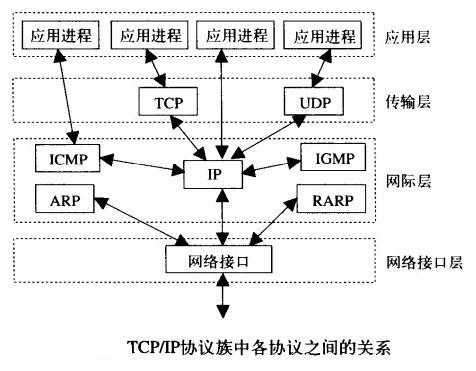 应用进程 应用进程 应用进程 应用进程 应用层
TCP UDP 传输层
ICMP IP IGMP 网际层
ARP RARP
网络接口 网络接口层
TCP/IP协议族中各协议之间的关系